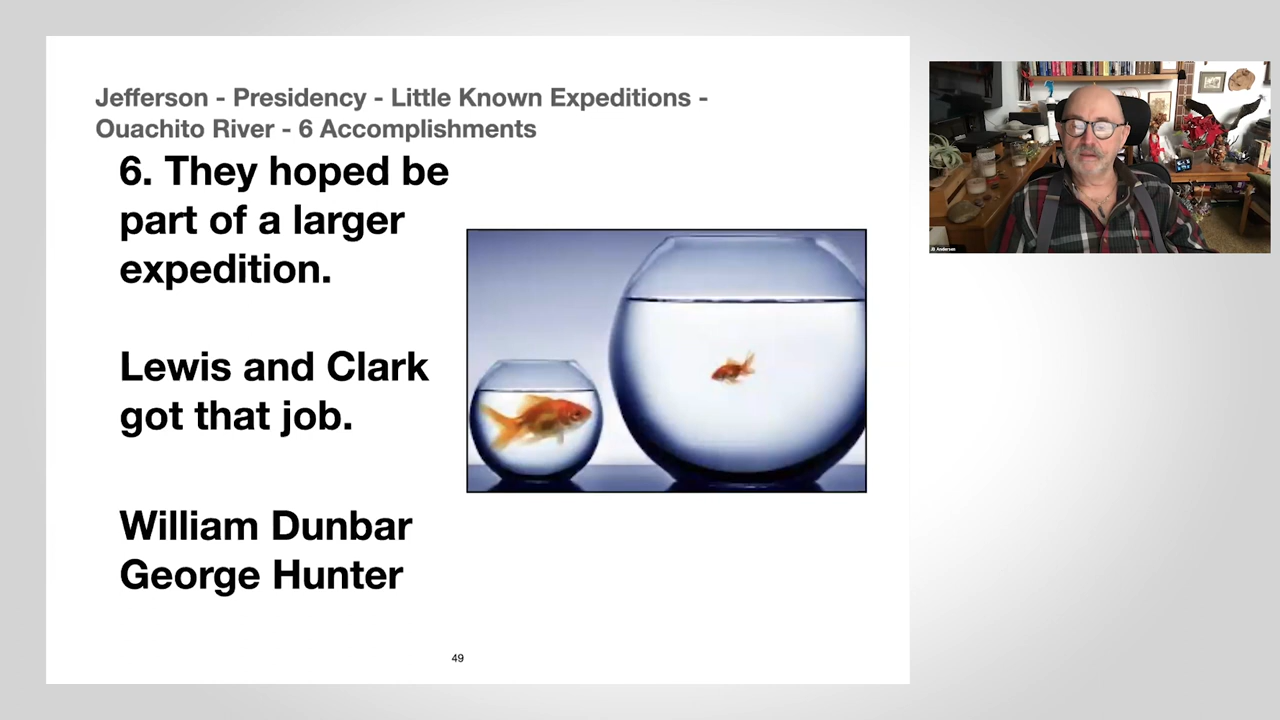 Jefferson - Presidency - Little Known Expeditions -
Ouachito River - 6 Accomplishments
6. They hoped be
part of a larger
expedition.
Lewis and Clark
got that job.
William Dunbar
George Hunter
49
Andersen